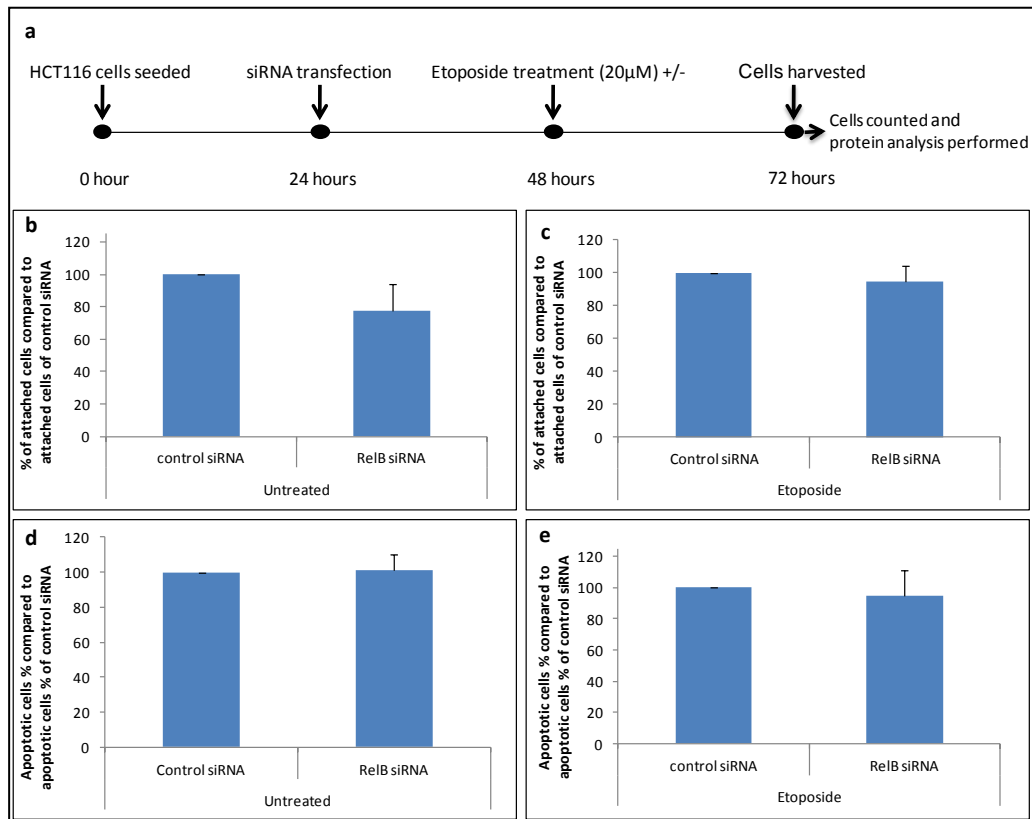 a
HCT116 cells seeded
siRNA transfection
Etoposide treatment (20µM) +/-
Cells harvested
Cells counted and
protein analysis performed
0 hour
24 hours
48 hours
72 hours
b
% of attached cells compared to
attached cells of control siRNA
120
100
80
60
40
20
0
control siRNA
RelB siRNA
Untreated
c
% of attached cells compared to
attached cells of control siRNA
120
100
80
60
40
20
0
Control siRNA
RelB siRNA
Etoposide
d
Apoptotic cells % compared to
apoptotic cells % of control siRNA
120
100
80
60
40
20
0
Control siRNA
RelB siRNA
Untreated
e
Apoptotic cells % compared to
apoptotic cells % of control siRNA
120
100
80
60
40
20
0
control siRNA
RelB siRNA
Etoposide